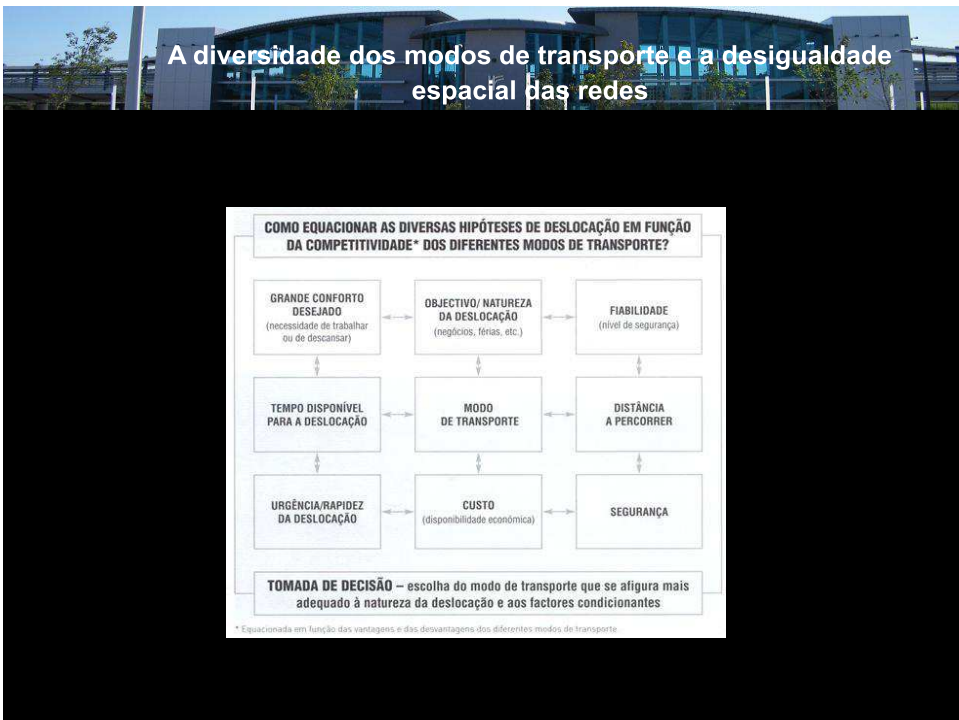 A diversidade dos modos de transporte e a desigualdade
espacial das redes
COMO EQUACIONAR AS DIVERSAS HIPÓTESES DE DESLOCAÇÃO EM FUNÇÃO
DA COMPETITIVIDADE* DOS DIFERENTES MODOS DE TRANSPORTE?
GRANDE CONFORTO
DESEJADO
(necessidade de trabalhar
ou de descansar)
OBJECTIVO/ NATUREZA
DA DESLOCAÇÃO
(negócios, férias, etc.)
FIABILIDADE
(nível de segurança)
TEMPO DISPONÍVEL
PARA A DESLOCAÇÃO
MODO
DE TRANSPORTE
DISTÂNCIA
A PERCORRER
URGÊNCIA/RAPIDEZ
DA DESLOCAÇÃO
CUSTO
(disponibilidade económica)
SEGURANÇA
TOMADA DE DECISÃO – escolha do modo de transporte que se afigura mais
adequado à natureza da deslocação e aos factores condicionantes
* Equacionada em função das vantagens e das desvantagens dos diferentes modos de transporte.